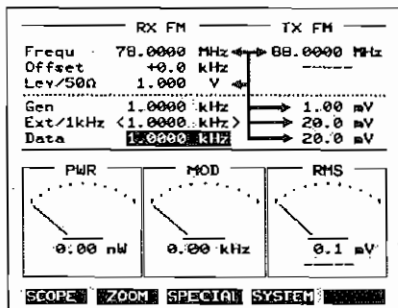 RX FM TX FM
Frequ 78.0000 MHz 88.0000 MHz
Offset +0.0 kHz -----
Lev/50Ω 1.000 V
Gen 1.0000 kHz 1.00 mV
Ext/1kHz <1.0000 kHz> 20.0 mV
Data 1.0000 kHz 20.0 mV
PWR MOD RMS
0.00 nW 0.00 kHz 0.1 mV
SCOPE ZOOM SPECIAL SYSTEM